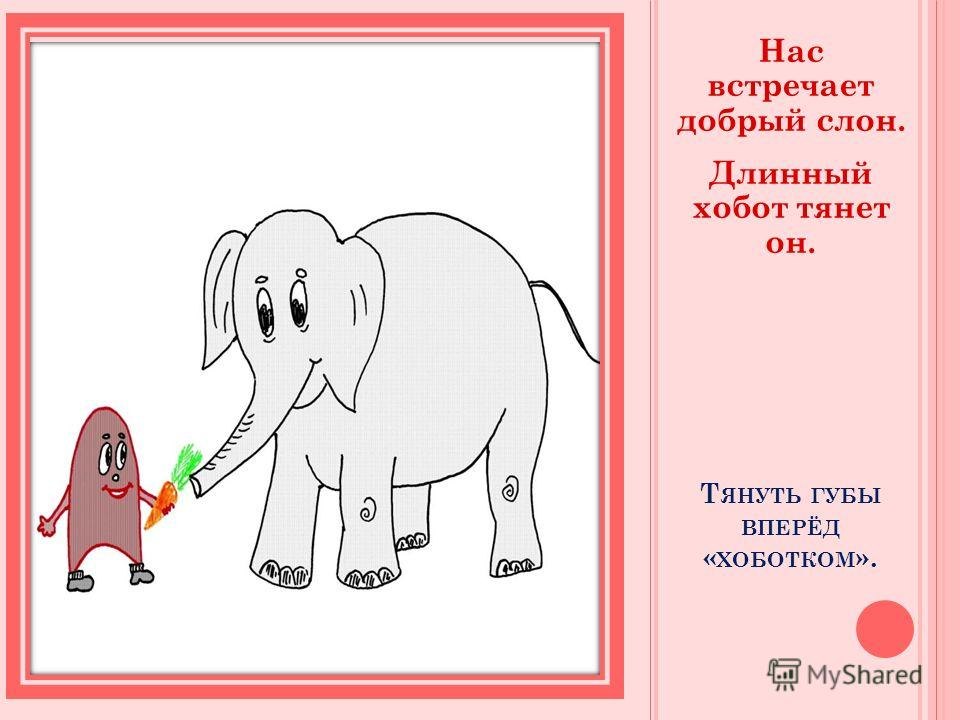 Нас
встречает
добрый слон.
Длинный
хобот тянет
он.
Тянуть губы
вперёд
«хоботком».
MyShared